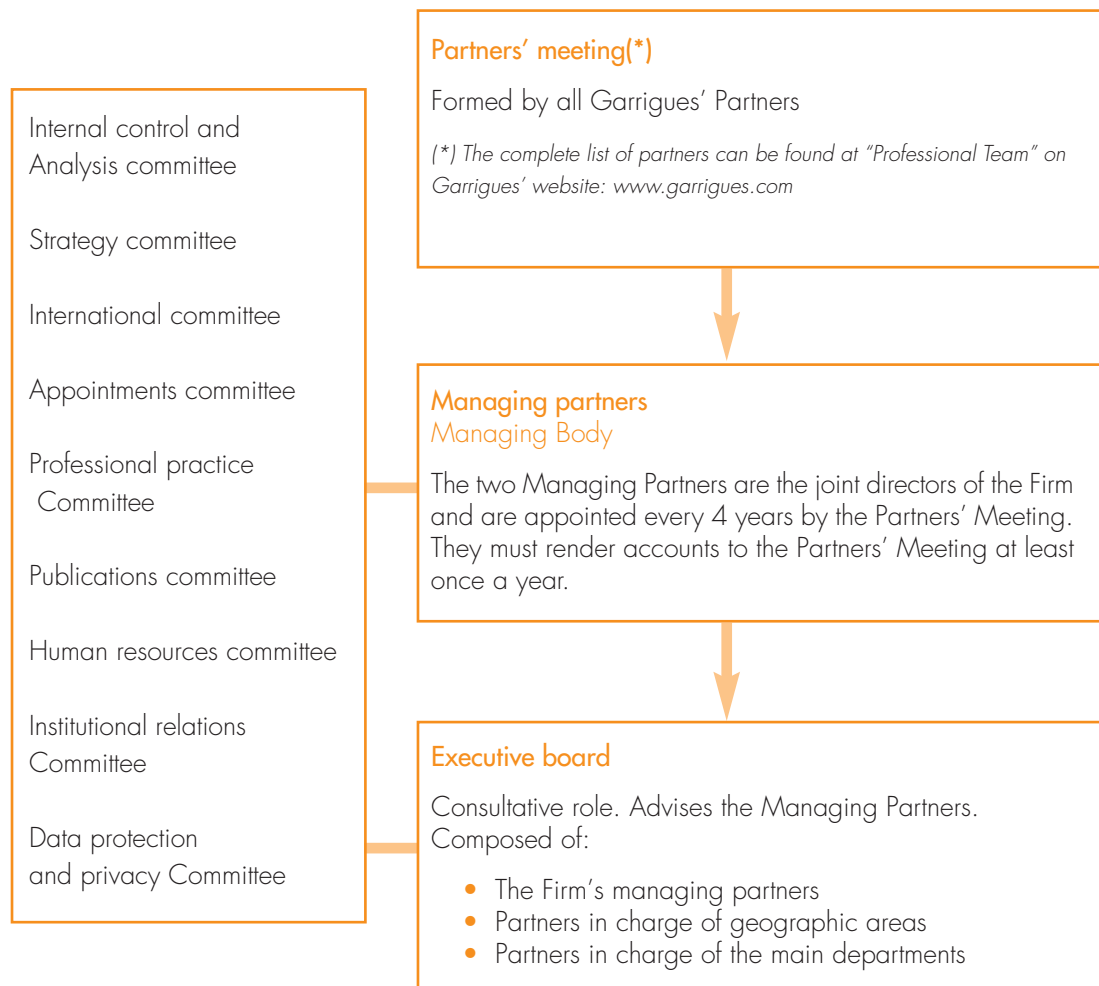 Partners’ meeting(*)
Formed by all Garrigues’ Partners
(*) The complete list of partners can be found at “Professional Team” on
Garrigues’ website: www.garrigues.com
Internal control and
Analysis committee
Strategy committee
International committee
Appointments committee
Professional practice
Committee
Publications committee
Human resources committee
Institutional relations
Committee
Data protection
and privacy Committee
Managing partners
Managing Body
The two Managing Partners are the joint directors of the Firm
and are appointed every 4 years by the Partners’ Meeting.
They must render accounts to the Partners’ Meeting at least
once a year.
Executive board
Consultative role. Advises the Managing Partners.
Composed of:
• The Firm’s managing partners
• Partners in charge of geographic areas
• Partners in charge of the main departments